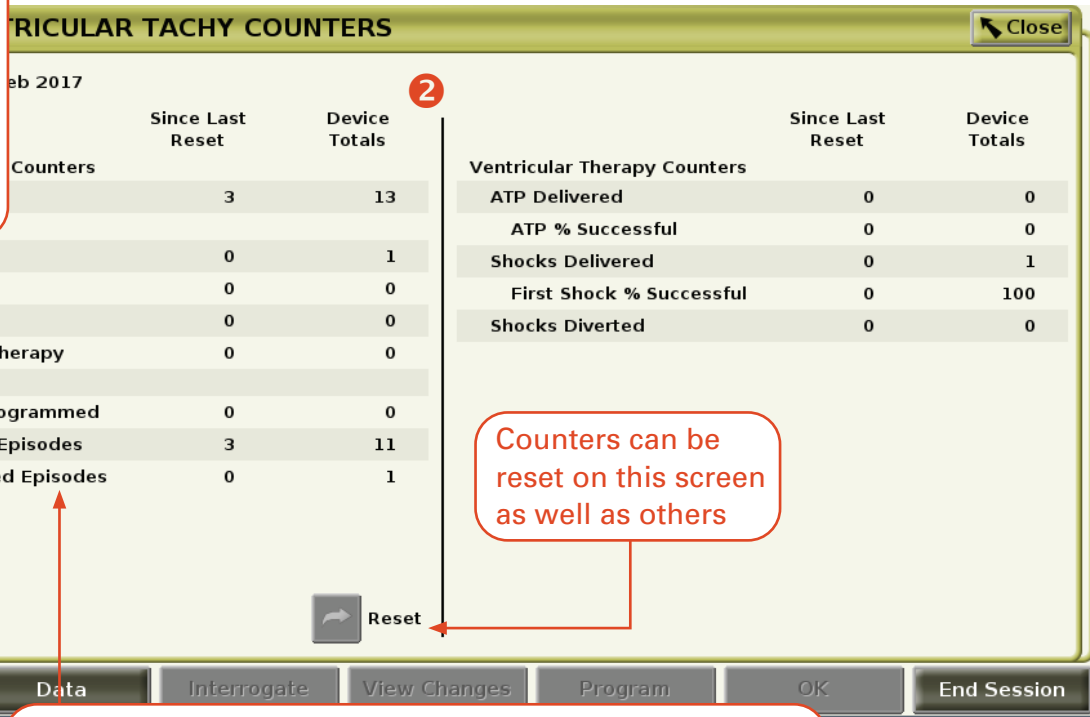 TRICULAR TACHY COUNTERS
Close
eb 2017
2
Since Last Reset
Device Totals
Counters
3 13
0 1
0 0
0 0
herapy 0 0
ogrammed 0 0
Episodes 3 11
ed Episodes 0 1
Reset
Since Last Reset
Device Totals
Ventricular Therapy Counters
ATP Delivered 0 0
ATP % Successful 0 0
Shocks Delivered 0 1
First Shock % Successful 0 100
Shocks Diverted 0 0
Counters can be
reset on this screen
as well as others
Data
Interrogate
View Changes
Program
OK
End Session